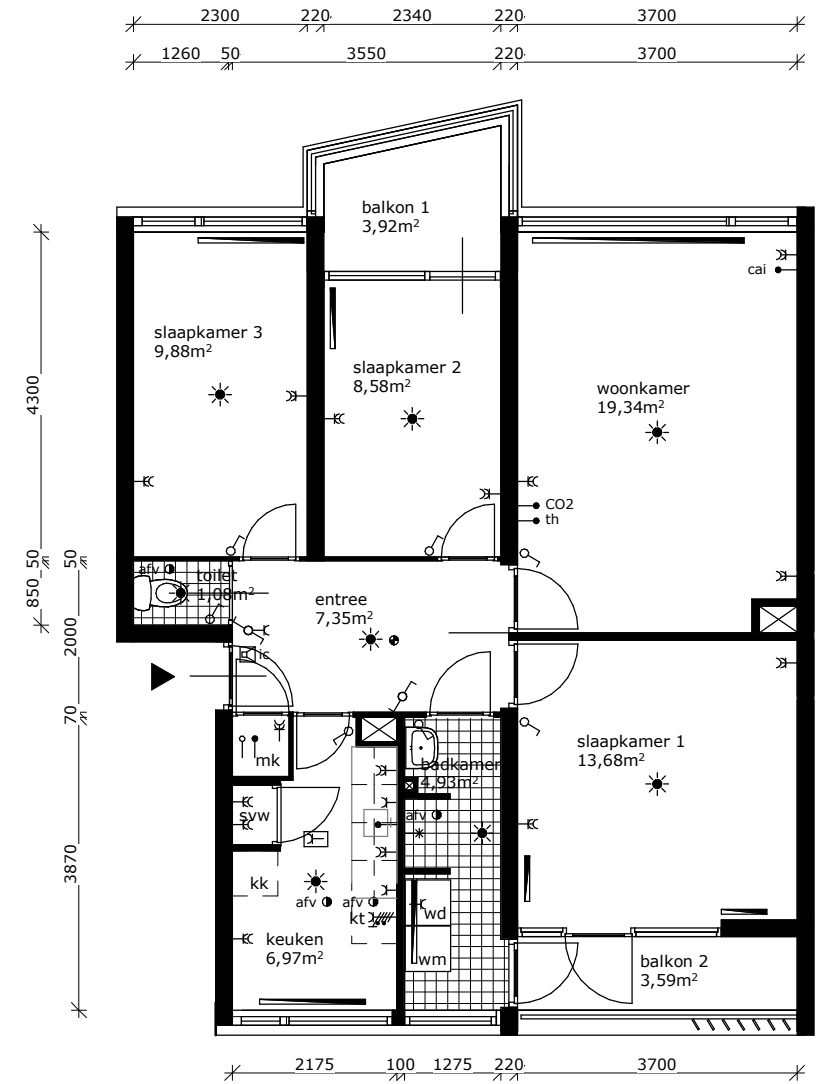 2300 220 2340 220 3700
1260 50 3550 220 3700
balkon 1
3,92m²
cai
slaapkamer 3
9,88m²
slaapkamer 2
8,58m²
woonkamer
19,34m²
4300
CO2
th
50 50
afv toilet
1,08m²
850
entree
7,35m²
2000
ic
70
slaapkamer 1
13,68m²
mk
badkamer
4,93m²
svw
afv
3870
kk
afv afv
kt
wd
keuken
6,97m²
wm
balkon 2
3,59m²
2175 100 1275 220 3700